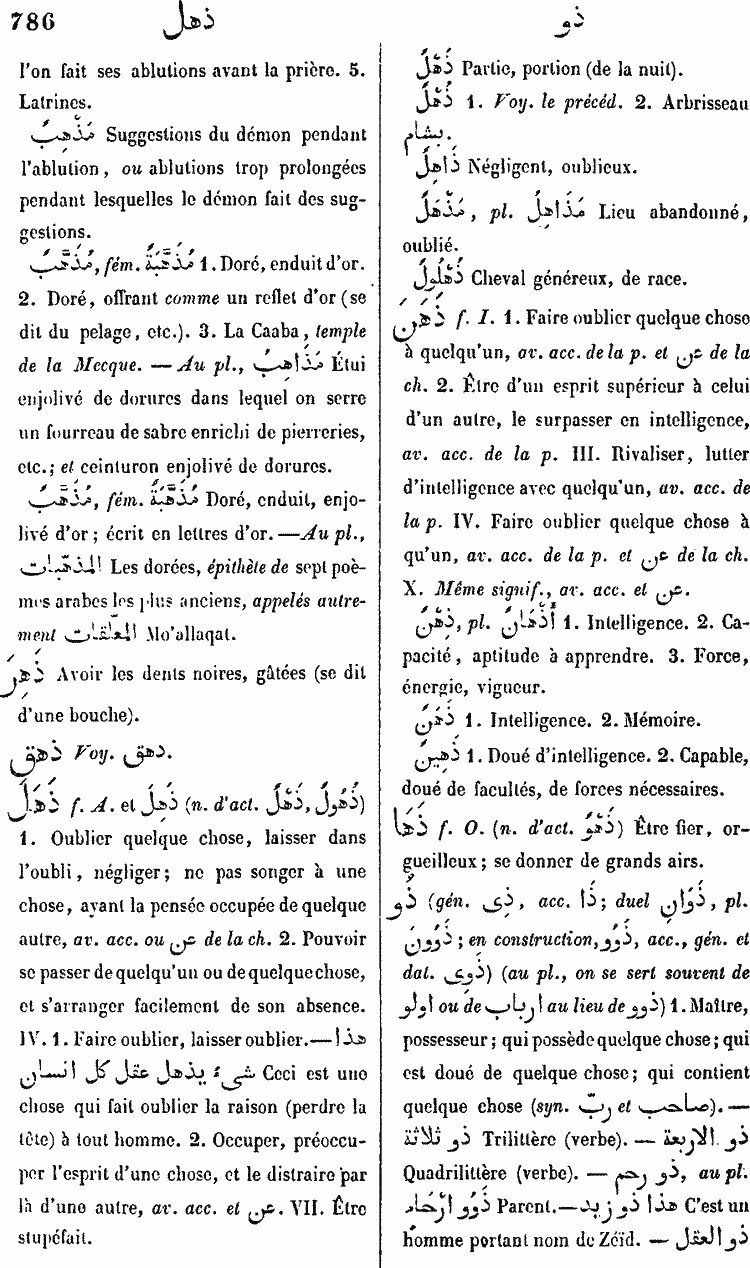 786 ذهل ذو
l'on fait ses ablutions avant la prière. 5.
Latrines.
مُذْهِبٌ Suggestions du démon pendant
l'ablution, ou ablutions trop prolongées
pendant lesquelles le démon fait des sug-
gestions.
مُذْهَبٌ, fém. مُذْهَبَةٌ 1. Doré, enduit d'or.
2. Doré, offrant comme un reflet d'or (se
dit du pelage, etc.). 3. La Caaba, temple
de la Mecque. — Au pl., مَذَاهِبُ Étui
enjolivé de dorures dans lequel on serre
un fourreau de sabre enrichi de pierreries,
etc.; et ceinturon enjolivé de dorures.
مُذَهَّبٌ, fém. مُذَهَّبَةٌ Doré, enduit, enjo-
livé d'or; écrit en lettres d'or. — Au pl.,
المذهّبات Les dorées, épithète de sept poè-
mes arabes les plus anciens, appelés autre-
ment المعلّقات Mo'allaqat.
ذَهِرَ Avoir les dents noires, gâtées (se dit
d'une bouche).
ذهق Voy. دهق.
ذَهَلَ f. A. et ذَهِلَ (n. d'act. ذَهْلٌ, ذُهُولٌ)
1. Oublier quelque chose, laisser dans
l'oubli, négliger; ne pas songer à une
chose, ayant la pensée occupée de quelque
autre, av. acc. ou عن de la ch. 2. Pouvoir
se passer de quelqu'un ou de quelque chose,
et s'arranger facilement de son absence.
IV. 1. Faire oublier, laisser oublier. — هذا
شىء يذهل عقل كل انسان Ceci est une
chose qui fait oublier la raison (perdre la
tête) à tout homme. 2. Occuper, préoccu-
per l'esprit d'une chose, et le distraire par
là d'une autre, av. acc. et عن. VII. Être
stupéfait.
ذَهْلٌ Partie, portion (de la nuit).
ذُهْلٌ 1. Voy. le précéd. 2. Arbrisseau
بشام.
ذَاهِلٌ Négligent, oublieux.
مَذْهَلٌ, pl. مَذَاهِلُ Lieu abandonné,
oublié.
ذُهْلُولٌ Cheval généreux, de race.
ذَهَنَ f. I. 1. Faire oublier quelque chose
à quelqu'un, av. acc. de la p. et عن de la
ch. 2. Être d'un esprit supérieur à celui
d'un autre, le surpasser en intelligence,
av. acc. de la p. III. Rivaliser, lutter
d'intelligence avec quelqu'un, av. acc. de
la p. IV. Faire oublier quelque chose à
qu'un, av. acc. de la p. et عن de la ch.
X. Même signif., av. acc. et عن.
ذِهْنٌ, pl. أَذْهَانٌ 1. Intelligence. 2. Ca-
pacité, aptitude à apprendre. 3. Force,
énergie, vigueur.
ذَهَنٌ 1. Intelligence. 2. Mémoire.
ذَهِينٌ 1. Doué d'intelligence. 2. Capable,
doué de facultés, de forces nécessaires.
ذَهَا f. O. (n. d'act. ذَهْوٌ) Être fier, or-
gueilleux; se donner de grands airs.
ذو (gén. ذى, acc. ذا; duel ذَوَانِ, pl.
ذَوُونَ; en construction, ذَوُو, acc., gén. et
dat. ذوى) (au pl., on se sert souvent de
اولو ou de ارباب au lieu de ذوو) 1. Maître,
possesseur; qui possède quelque chose; qui
est doué de quelque chose; qui contient
quelque chose (syn. ربّ et صاحب). —
ذو ثلاثة Trilittère (verbe). — ذو الاربعة
Quadrilittère (verbe). — ذو رحم, au pl.
ذَوُو ارْحَام Parent. — هذا ذو زيد C'est un
homme portant nom de Zéïd. — ذو العقل